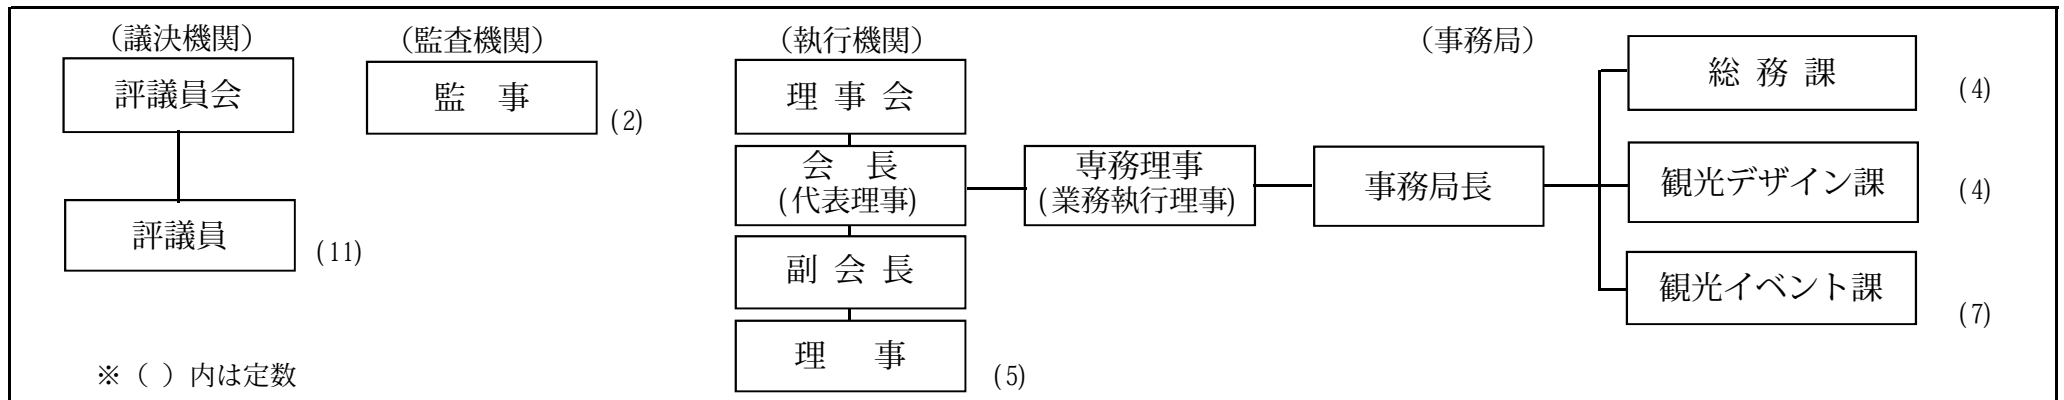 （議決機関）
評議員会
評議員
(11)
（監査機関）
監　事
(2)
（執行機関）
理 事 会
会　長
(代表理事)
副 会 長
理　事
(5)
専務理事
(業務執行理事)
（事務局）
事務局長
総 務 課
(4)
観光デザイン課
(4)
観光イベント課
(7)
※（ ）内は定数